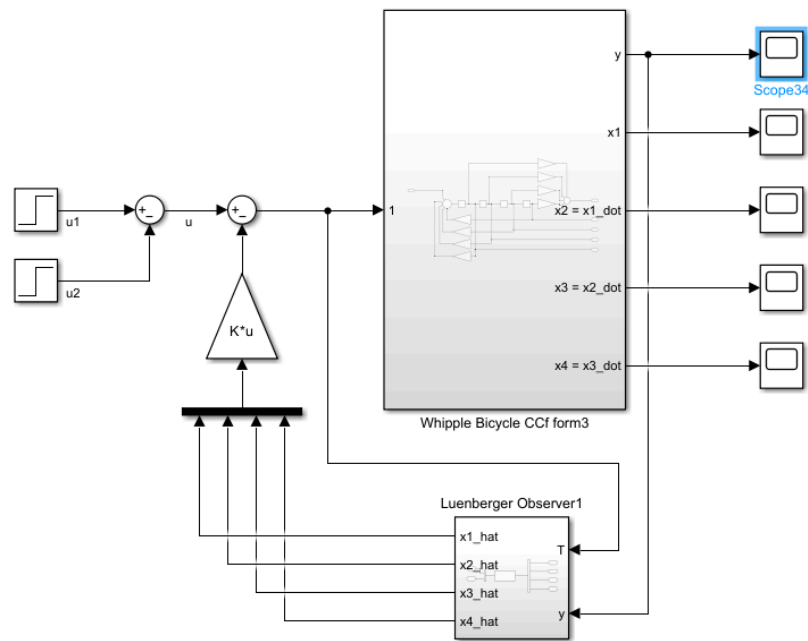 y
Scope34
x1
+
-
+
-
u1
u
1
x2 = x1_dot
u2
x3 = x2_dot
K*u
x4 = x3_dot
Whipple Bicycle CCf form3
Luenberger Observer1
x1_hat
T
x2_hat
x3_hat
x4_hat
y